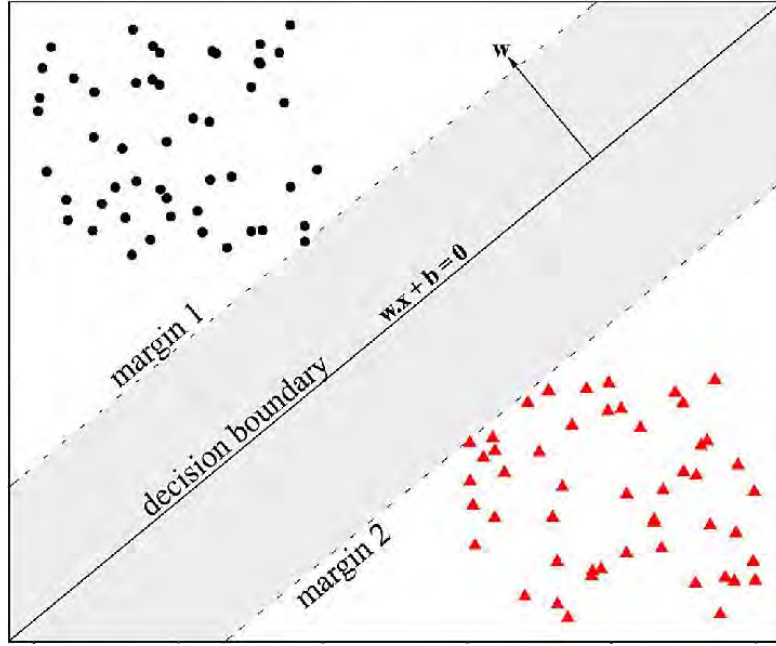 w
w.x + b = 0
margin 1
decision boundary
margin 2